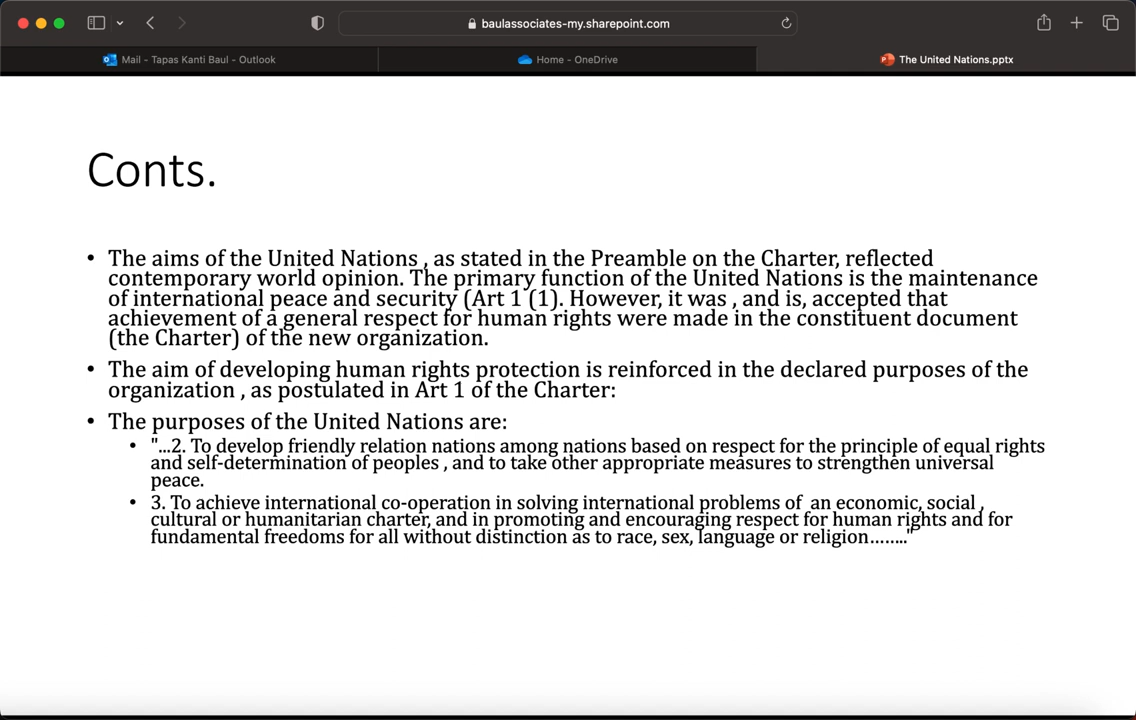 baulassociates-my.sharepoint.com
Mail - Tapas Kanti Baul - Outlook
Home - OneDrive
The United Nations.pptx
Conts.
• The aims of the United Nations , as stated in the Preamble on the Charter, reflected
contemporary world opinion. The primary function of the United Nations is the maintenance
of international peace and security (Art 1 (1). However, it was , and is, accepted that
achievement of a general respect for human rights were made in the constituent document
(the Charter) of the new organization.
• The aim of developing human rights protection is reinforced in the declared purposes of the
organization , as postulated in Art 1 of the Charter:
• The purposes of the United Nations are:
• "...2. To develop friendly relation nations among nations based on respect for the principle of equal rights
and self-determination of peoples , and to take other appropriate measures to strengthen universal
peace.
• 3. To achieve international co-operation in solving international problems of  an economic, social ,
cultural or humanitarian charter, and in promoting and encouraging respect for human rights and for
fundamental freedoms for all without distinction as to race, sex, language or religion........"